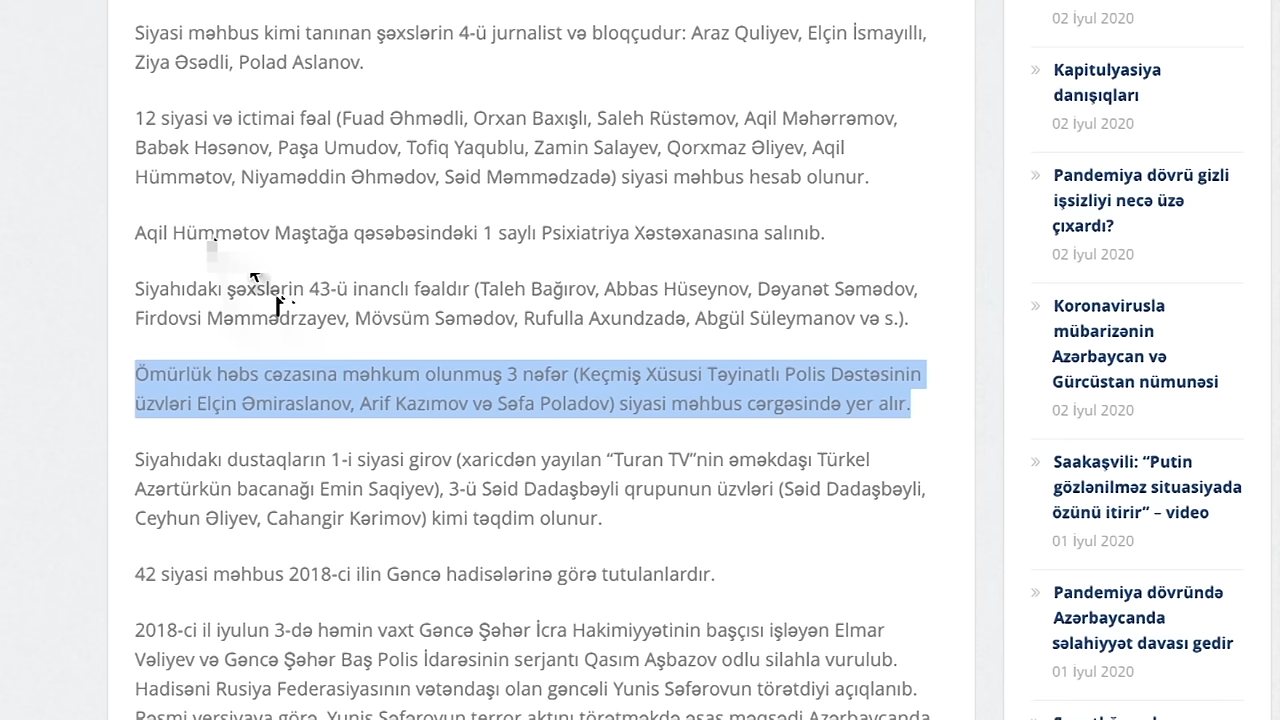 Siyasi məhbus kimi tanınan şəxslərin 4-ü jurnalist və bloqçudur: Araz Quliyev, Elçin İsmayıllı,
Ziya Əsədli, Polad Aslanov.
12 siyasi və ictimai fəal (Fuad Əhmədli, Orxan Baxışlı, Saleh Rüstəmov, Aqil Məhərrəmov,
Babək Həsənov, Paşa Umudov, Tofiq Yaqublu, Zamin Salayev, Qorxmaz Əliyev, Aqil
Hümmətov, Niyaməddin Əhmədov, Səid Məmmədzadə) siyasi məhbus hesab olunur.
Aqil Hümmətov Maştağa qəsəbəsindəki 1 saylı Psixiatriya Xəstəxanasına salınıb.
Siyahıdakı şəxslərin 43-ü inanclı fəaldır (Taleh Bağırov, Abbas Hüseynov, Dəyanət Səmədov,
Firdovsi Məmmədrzayev, Mövsüm Səmədov, Rufulla Axundzadə, Abgül Süleymanov və s.).
Ömürlük həbs cəzasına məhkum olunmuş 3 nəfər (Keçmiş Xüsusi Təyinatlı Polis Dəstəsinin
üzvləri Elçin Əmiraslanov, Arif Kazımov və Səfa Poladov) siyasi məhbus cərgəsində yer alır.
Siyahıdakı dustaqların 1-i siyasi girov (xaricdən yayılan “Turan TV”nin əməkdaşı Türkel
Azərtürkün bacanağı Emin Saqiyev), 3-ü Səid Dadaşbəyli qrupunun üzvləri (Səid Dadaşbəyli,
Ceyhun Əliyev, Cahangir Kərimov) kimi təqdim olunur.
42 siyasi məhbus 2018-ci ilin Gəncə hadisələrinə görə tutulanlardır.
2018-ci il iyulun 3-də həmin vaxt Gəncə Şəhər İcra Hakimiyyətinin başçısı işləyən Elmar
Vəliyev və Gəncə Şəhər Baş Polis İdarəsinin serjantı Qasım Aşbazov odlu silahla vurulub.
Hadisəni Rusiya Federasiyasının vətəndaşı olan gəncəli Yunis Səfərovun törətdiyi açıqlanıb.
Rəsmi versiyaya görə, Yunis Səfərovun terror aktını törətməkdə əsas məqsədi Azərbaycanda
02 İyul 2020
Kapitulyasiya
danışıqları
02 İyul 2020
Pandemiya dövrü gizli
işsizliyi necə üzə
çıxardı?
02 İyul 2020
Koronavirusla
mübarizənin
Azərbaycan və
Gürcüstan nümunəsi
02 İyul 2020
Saakaşvili: “Putin
gözlənilməz situasiyada
özünü itirir” – video
01 İyul 2020
Pandemiya dövründə
Azərbaycanda
səlahiyyət davası gedir
01 İyul 2020